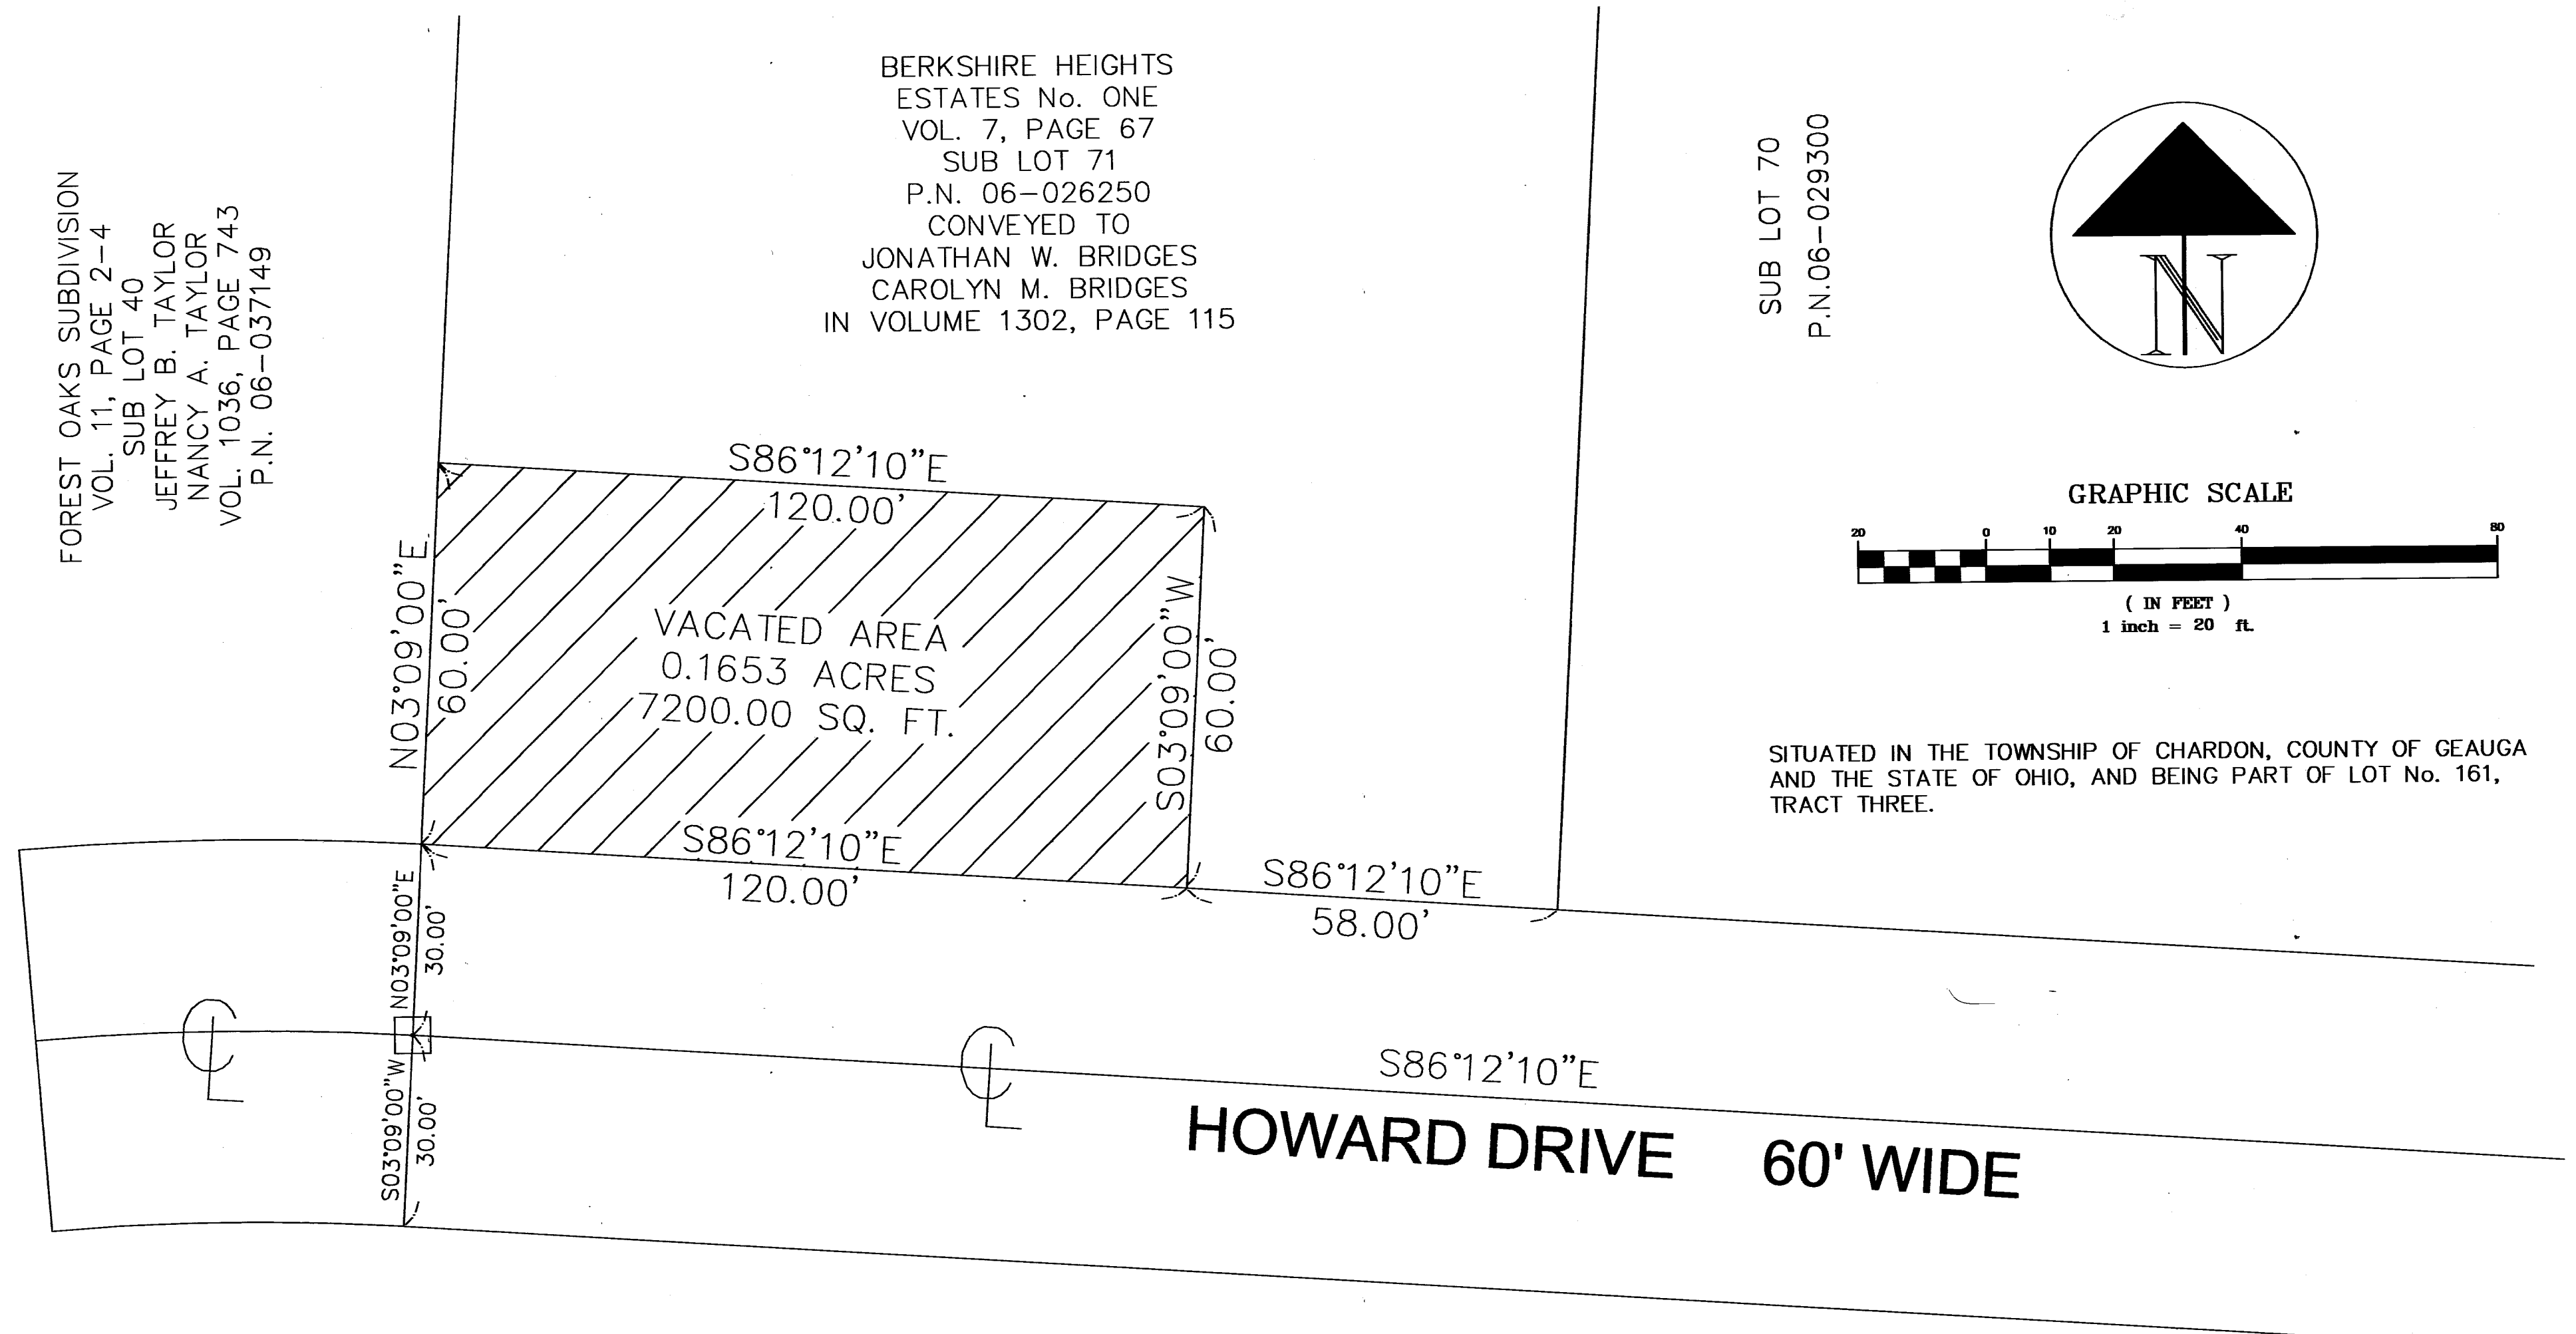 FOREST OAKS SUBDIVISION
VOL. 11, PAGE 2-4
SUB LOT 40
JEFFREY B. TAYLOR
NANCY A. TAYLOR
VOL. 1036, PAGE 743
P.N. 06-037149
BERKSHIRE HEIGHTS
ESTATES No. ONE
VOL. 7, PAGE 67
SUB LOT 71
P.N. 06-026250
CONVEYED TO
JONATHAN W. BRIDGES
CAROLYN M. BRIDGES
IN VOLUME 1302, PAGE 115
SUB LOT 70
P.N.06-029300
N
GRAPHIC SCALE
20 0 10 20 40 80
( IN FEET )
1 inch = 20 ft.
SITUATED IN THE TOWNSHIP OF CHARDON, COUNTY OF GEAUGA
AND THE STATE OF OHIO, AND BEING PART OF LOT No. 161,
TRACT THREE.
S86°12'10"E
120.00'
N03°09'00"E
60.00'
VACATED AREA
0.1653 ACRES
7200.00 SQ. FT.
S03°09'00"W
60.00'
S86°12'10"E
120.00'
S86°12'10"E
58.00'
N03°09'00"E
30.00'
S03°09'00"W
30.00'
CL
CL
S86°12'10"E
HOWARD DRIVE 60' WIDE